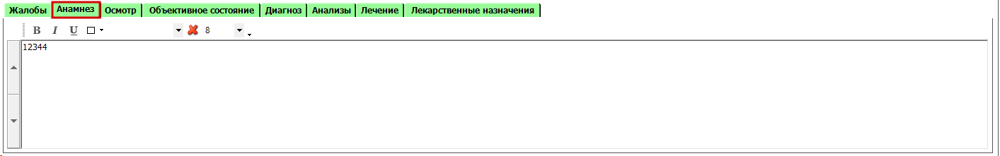 Жалобы Анамнез Осмотр Объективное состояние Диагноз Анализы Лечение Лекарственные назначения
B I U 8
12344